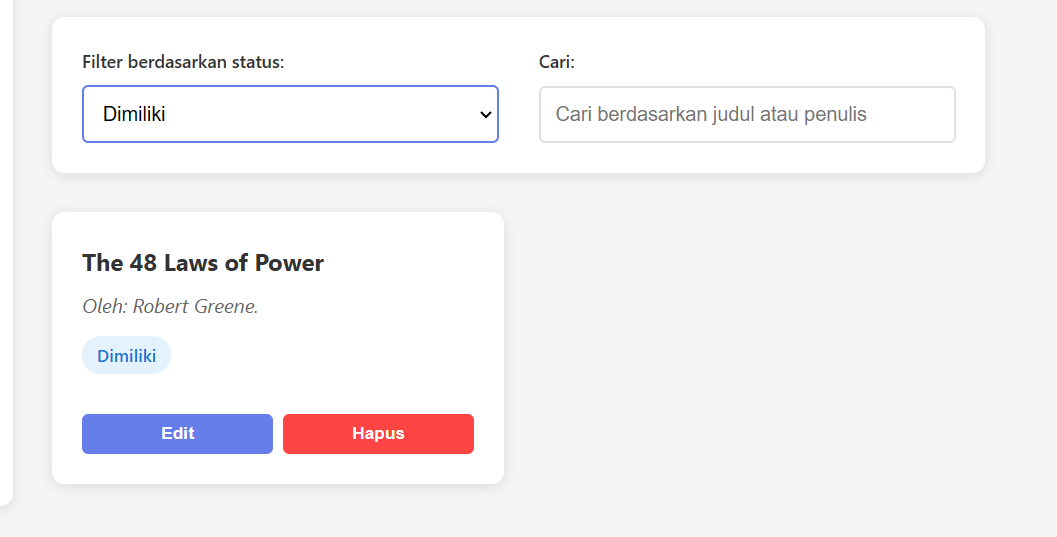 Filter berdasarkan status:
Cari:
Dimiliki
Cari berdasarkan judul atau penulis
The 48 Laws of Power
Oleh: Robert Greene.
Dimiliki
Edit
Hapus